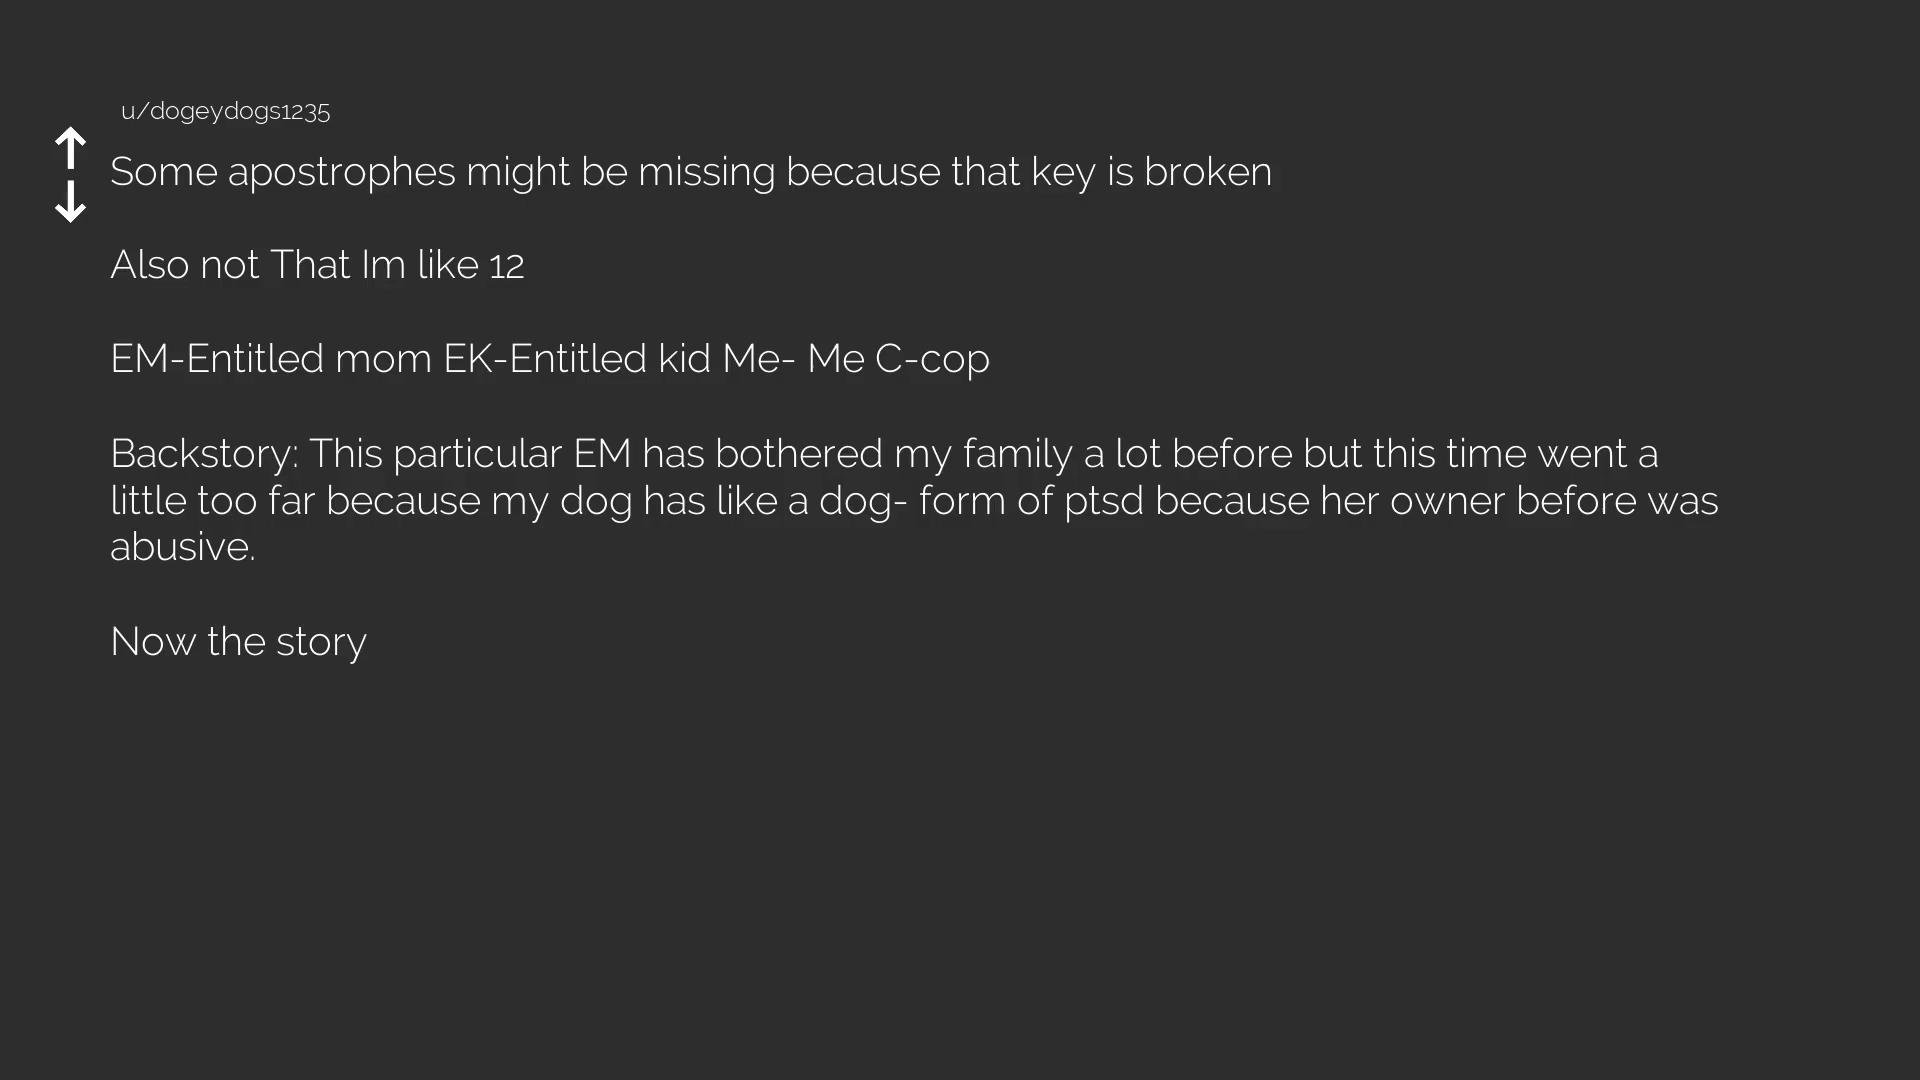 u/dogeydogs1235
Some apostrophes might be missing because that key is broken
Also not That Im like 12
EM-Entitled mom EK-Entitled kid Me- Me C-cop
Backstory: This particular EM has bothered my family a lot before but this time went a
little too far because my dog has like a dog- form of ptsd because her owner before was
abusive.
Now the story